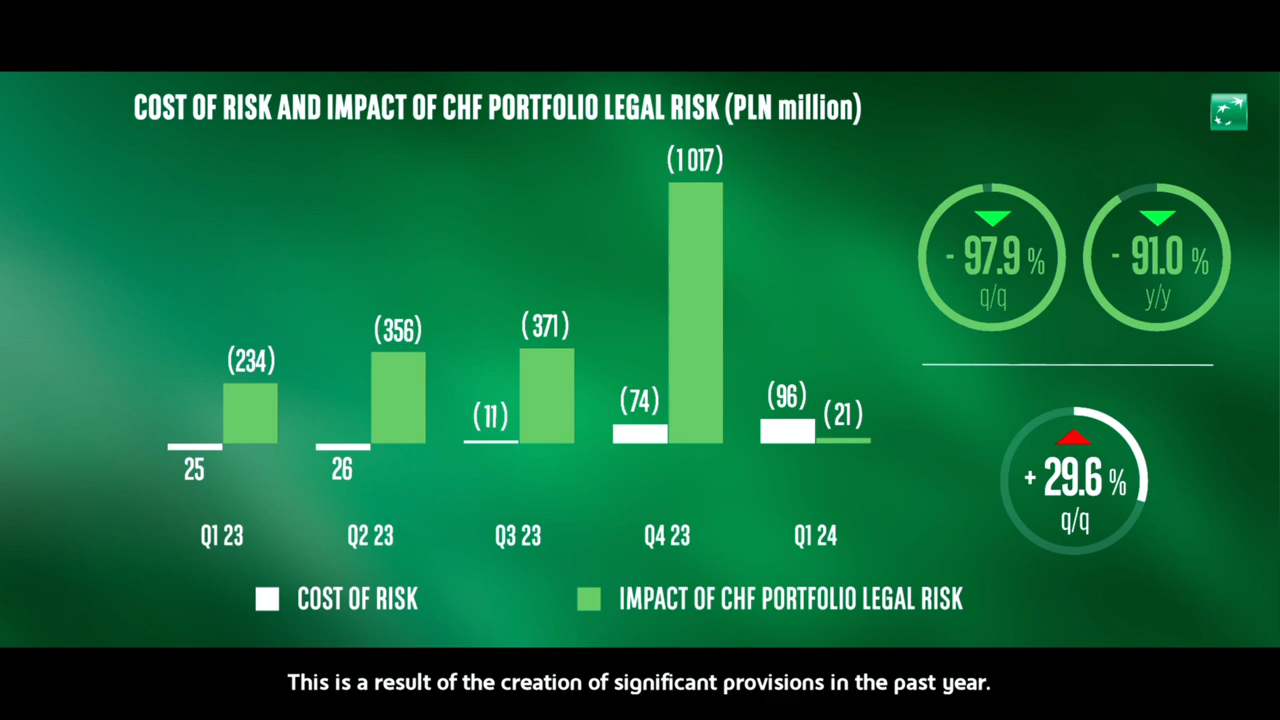 COST OF RISK AND IMPACT OF CHF PORTFOLIO LEGAL RISK (PLN million)
(1 017)
(371)
(356)
(234)
(96)
(74)
(21)
(11)
25
26
Q1 23
Q2 23
Q3 23
Q4 23
Q1 24
COST OF RISK
IMPACT OF CHF PORTFOLIO LEGAL RISK
- 97.9 %
q/q
- 91.0 %
y/y
+ 29.6 %
q/q
This is a result of the creation of significant provisions in the past year.